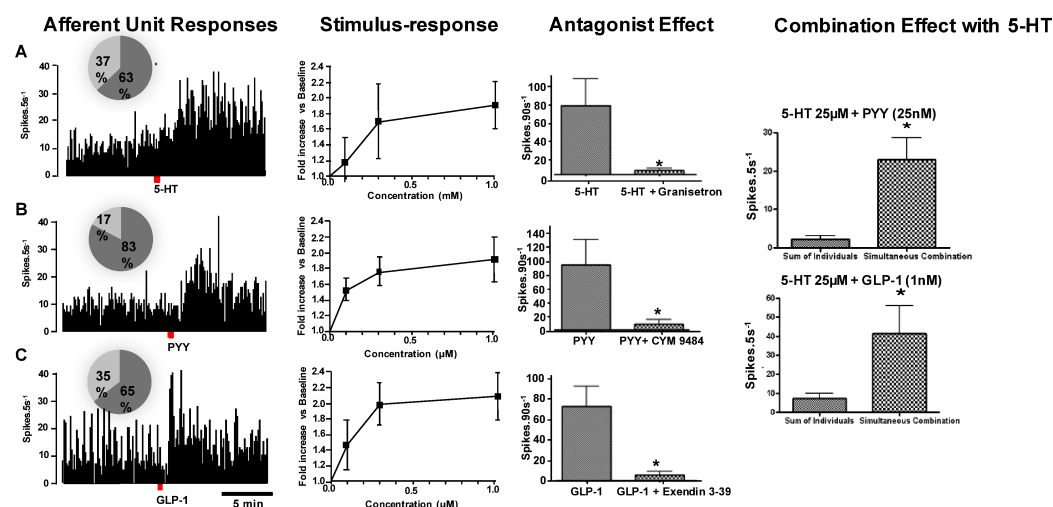 Afferent Unit Responses
Stimulus-response
Antagonist Effect
Combination Effect with 5-HT
A
37
%
63
%
Spikes.5s⁻¹
40
30
20
10
0
5-HT
Fold increase vs Baseline
2.4
2.2
2.0
1.8
1.6
1.4
1.2
1.0
0.5
1.0
Concentration (mM)
Spikes.90s⁻¹
100
80
60
40
20
0
5-HT
5-HT + Granisetron
*
B
17
%
83
%
Spikes.5s⁻¹
40
30
20
10
0
PYY
Fold increase vs Baseline
2.4
2.2
2.0
1.8
1.6
1.4
1.2
1.0
0.0
0.5
1.0
Concentration (µM)
Spikes.90s⁻¹
140
120
100
80
60
40
20
0
PYY
PYY+ CYM 9484
*
C
35
%
65
%
Spikes.5s⁻¹
40
30
20
10
0
GLP-1
5 min
Fold increase vs Baseline
2.4
2.2
2.0
1.8
1.6
1.4
1.2
1.0
0.0
0.5
1.0
Concentration (µM)
Spikes.90s⁻¹
100
80
60
40
20
0
GLP-1
GLP-1 + Exendin 3-39
*
5-HT 25µM + PYY (25nM)
*
Spikes.5s⁻¹
30
20
10
0
Sum of Individuals
Simultaneous Combination
5-HT 25µM + GLP-1 (1nM)
*
Spikes.5s⁻¹
60
50
40
30
20
10
0
Sum of Individuals
Simultaneous Combination